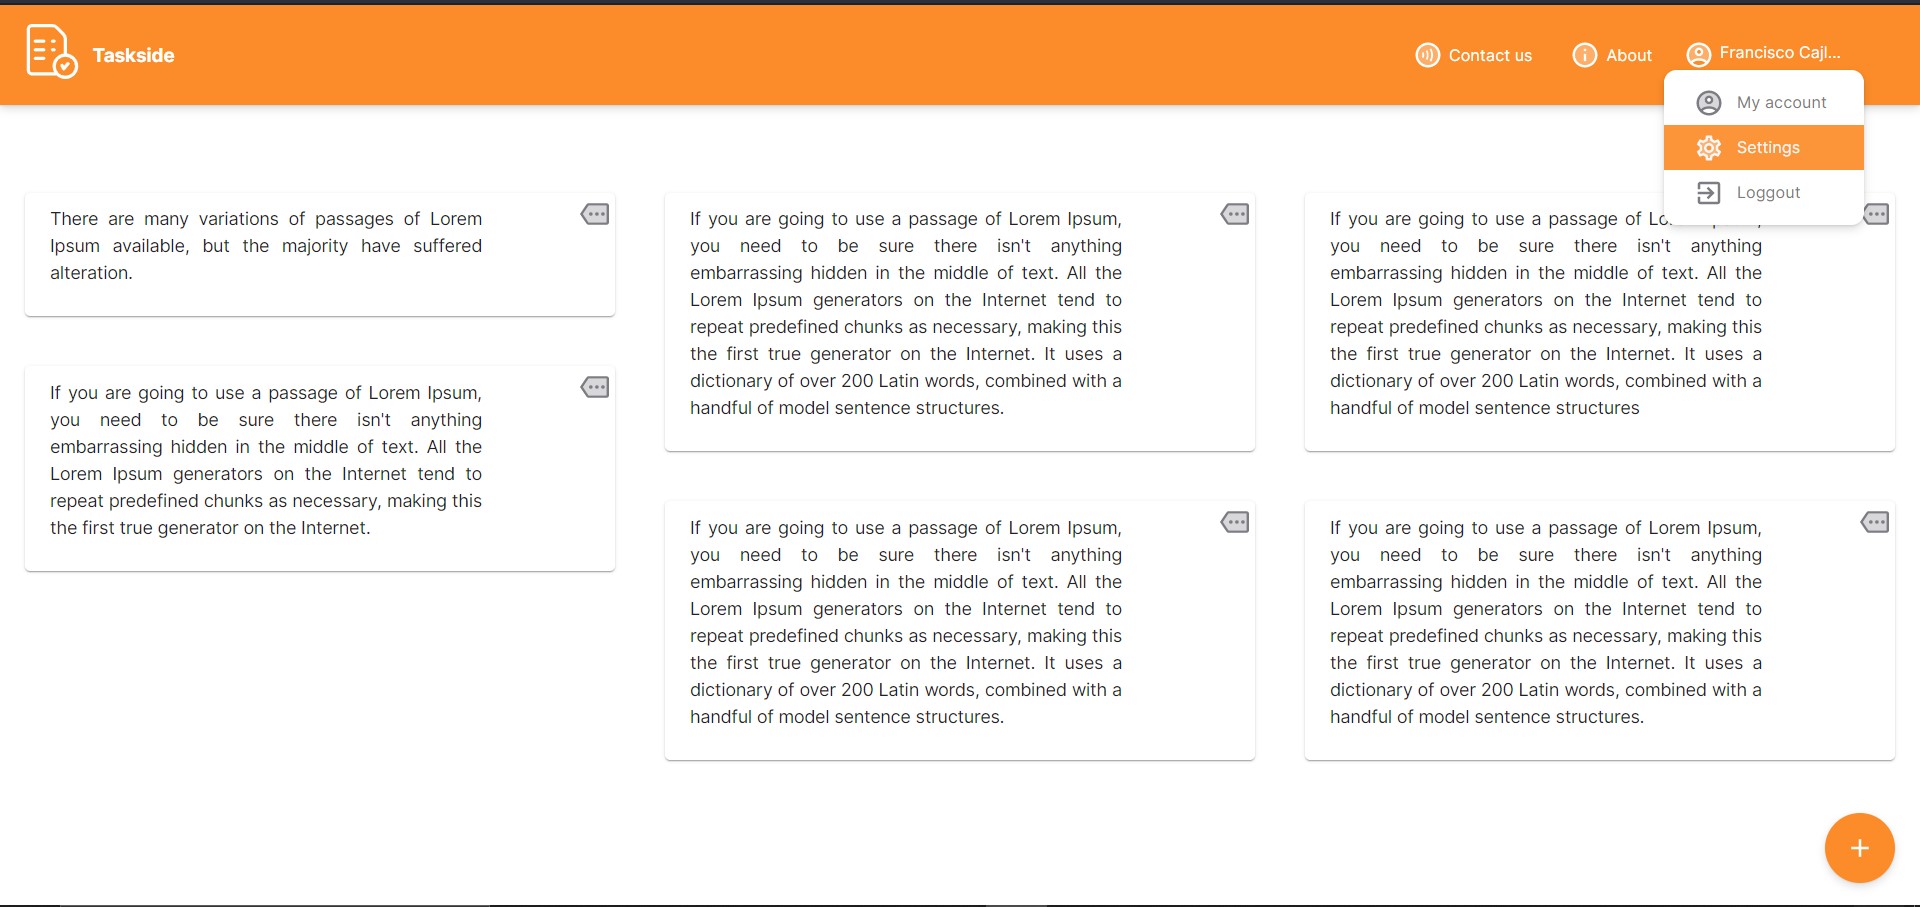 Taskside
Contact us
About
Francisco Cajl...
My account
Settings
Loggout
There are many variations of passages of Lorem
Ipsum available, but the majority have suffered
alteration.
If you are going to use a passage of Lorem Ipsum,
you need to be sure there isn't anything
embarrassing hidden in the middle of text. All the
Lorem Ipsum generators on the Internet tend to
repeat predefined chunks as necessary, making this
the first true generator on the Internet.
If you are going to use a passage of Lorem Ipsum,
you need to be sure there isn't anything
embarrassing hidden in the middle of text. All the
Lorem Ipsum generators on the Internet tend to
repeat predefined chunks as necessary, making this
the first true generator on the Internet. It uses a
dictionary of over 200 Latin words, combined with a
handful of model sentence structures.
If you are going to use a passage of Lorem Ipsum,
you need to be sure there isn't anything
embarrassing hidden in the middle of text. All the
Lorem Ipsum generators on the Internet tend to
repeat predefined chunks as necessary, making this
the first true generator on the Internet. It uses a
dictionary of over 200 Latin words, combined with a
handful of model sentence structures.
If you are going to use a passage of
you need to be sure there isn't anything
embarrassing hidden in the middle of text. All the
Lorem Ipsum generators on the Internet tend to
repeat predefined chunks as necessary, making this
the first true generator on the Internet. It uses a
dictionary of over 200 Latin words, combined with a
handful of model sentence structures
If you are going to use a passage of Lorem Ipsum,
you need to be sure there isn't anything
embarrassing hidden in the middle of text. All the
Lorem Ipsum generators on the Internet tend to
repeat predefined chunks as necessary, making this
the first true generator on the Internet. It uses a
dictionary of over 200 Latin words, combined with a
handful of model sentence structures.